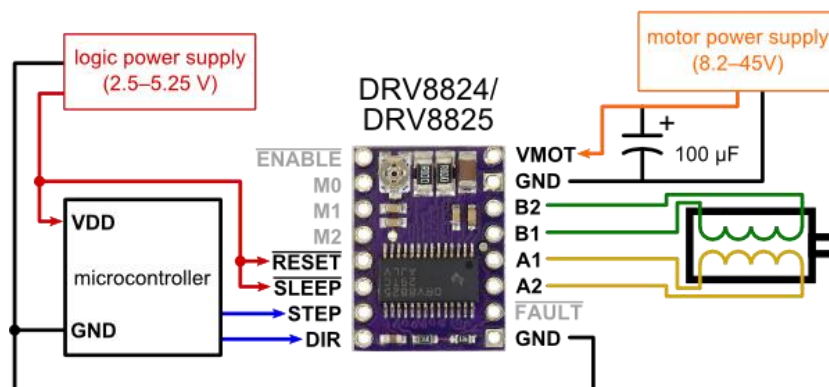 logic power supply
(2.5–5.25 V)
motor power supply
(8.2–45V)
DRV8824/
DRV8825
+
100 µF
ENABLE
M0
M1
M2
RESET
SLEEP
STEP
DIR
VMOT
GND
B2
B1
A1
A2
FAULT
GND
VDD
microcontroller
GND
DRV8825